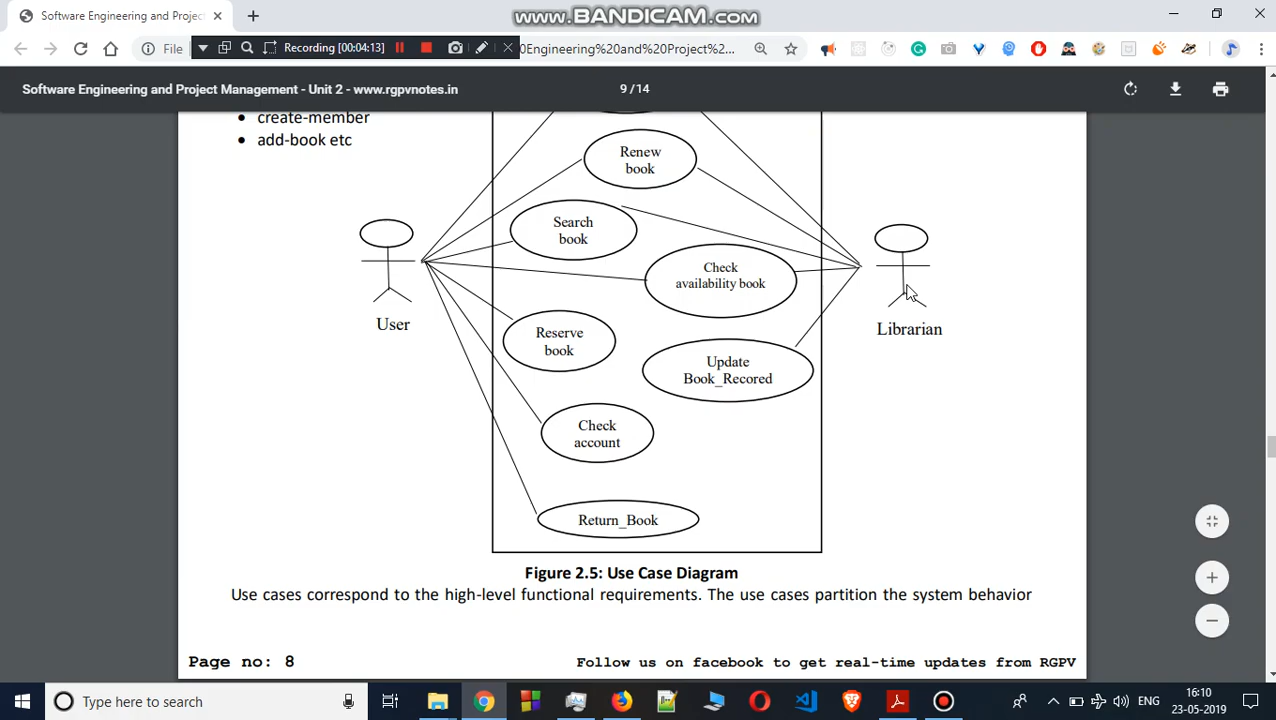 www.BANDICAM.com
Software Engineering and Projec
File
Recording [00:04:13]
0Engineering%20and%20Project%2...
Software Engineering and Project Management - Unit 2 - www.rgpvnotes.in
9 / 14
• create-member
• add-book etc
Renew
book
Search
book
Check
availability book
User
Librarian
Reserve
book
Update
Book_Recored
Check
account
Return_Book
Figure 2.5: Use Case Diagram
Use cases correspond to the high-level functional requirements. The use cases partition the system behavior
Page no: 8
Follow us on facebook to get real-time updates from RGPV
Type here to search
ENG
16:10
23-05-2019